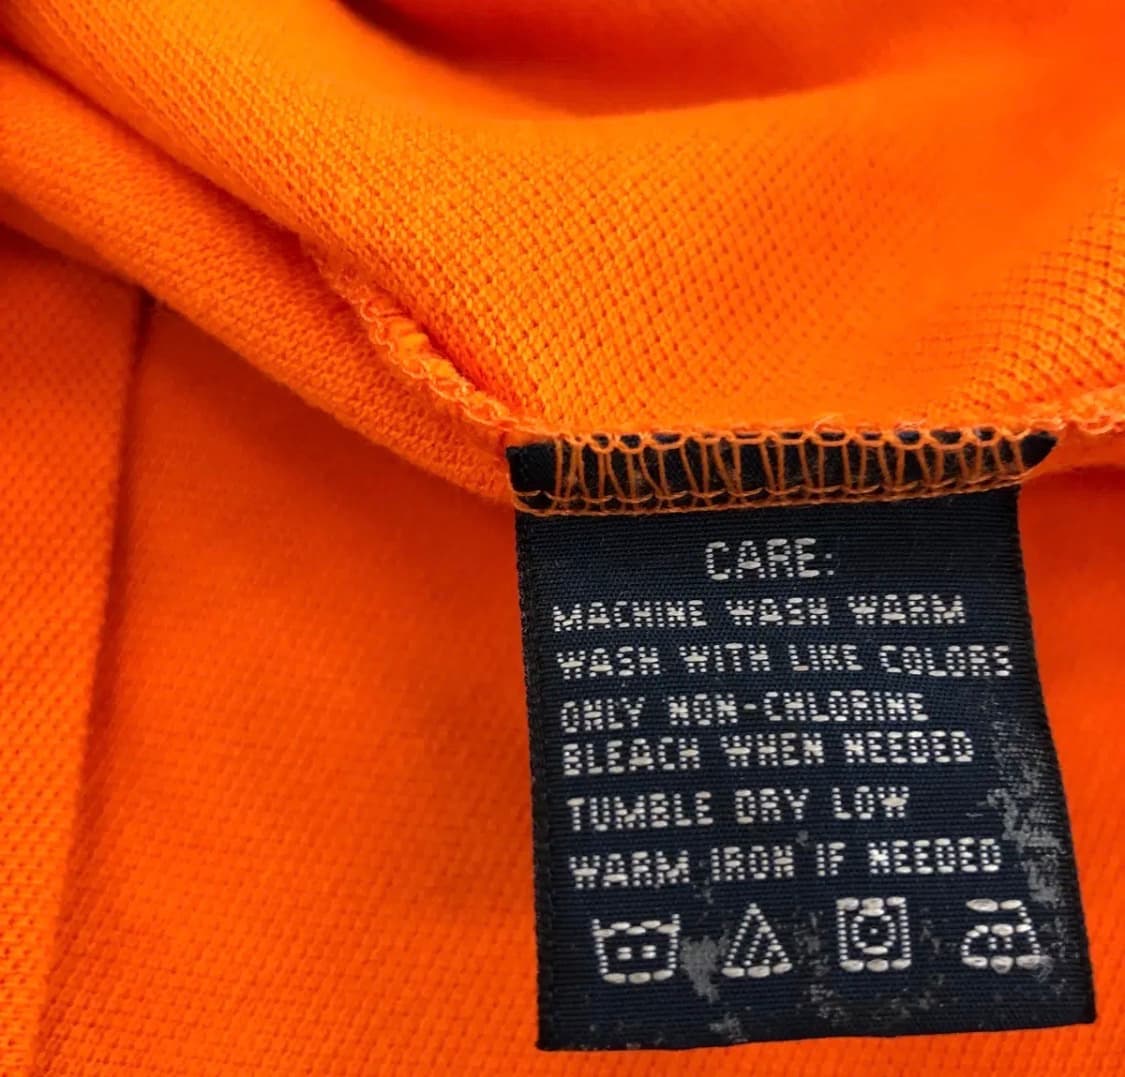 CARE:
MACHINE WASH WARM
WASH WITH LIKE COLORS
ONLY NON-CHLORINE
BLEACH WHEN NEEDED
TUMBLE DRY LOW
WARM IRON IF NEEDED